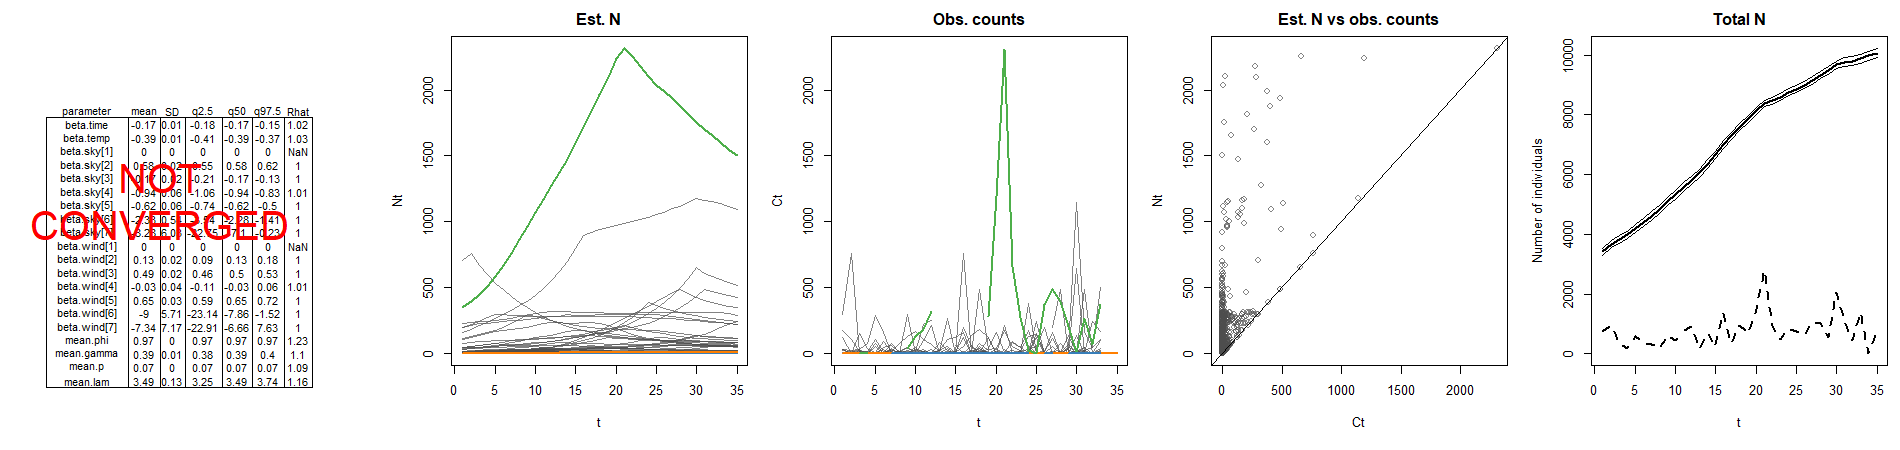 parameter mean SD q2.5 q50 q97.5 Rhat
beta.time -0.17 0.01 -0.18 -0.17 -0.15 1.02
beta.temp -0.39 0.01 -0.41 -0.39 -0.37 1.03
beta.sky[1] 0 0 0 0 0 NaN
beta.sky[2] 0.58 0.02 0.55 0.58 0.62 1
beta.sky[3] -0.17 0.02 -0.21 -0.17 -0.13 1
beta.sky[4] -0.94 0.06 -1.06 -0.94 -0.83 1.01
beta.sky[5] -0.62 0.06 -0.74 -0.62 -0.5 1
beta.sky[6] -2.28 -1.41 1
beta.sky[7] -22.75 1
beta.wind[1] 0 0 0 0 0 NaN
beta.wind[2] 0.13 0.02 0.09 0.13 0.18 1
beta.wind[3] 0.49 0.02 0.46 0.5 0.53 1
beta.wind[4] -0.03 0.04 -0.11 -0.03 0.06 1.01
beta.wind[5] 0.65 0.03 0.59 0.65 0.72 1
beta.wind[6] -9 5.71 -23.14 -7.86 -1.52 1
beta.wind[7] -7.34 7.17 -22.91 -6.66 7.63 1
mean.phi 0.97 0 0.97 0.97 0.97 1.23
mean.gamma 0.39 0.01 0.38 0.39 0.4 1.1
mean.p 0.07 0 0.07 0.07 0.07 1.09
mean.lam 3.49 0.13 3.25 3.49 3.74 1.16
NOT
CONVERGED
Est. N
Nt
2000
1500
1000
500
0
0 5 10 15 20 25 30 35
t
Obs. counts
Ct
2000
1500
1000
500
0
0 5 10 15 20 25 30 35
t
Est. N vs obs. counts
Nt
2000
1500
1000
500
0
0 500 1000 1500 2000
Ct
Total N
Number of individuals
10000
8000
6000
4000
2000
0
0 5 10 15 20 25 30 35
t